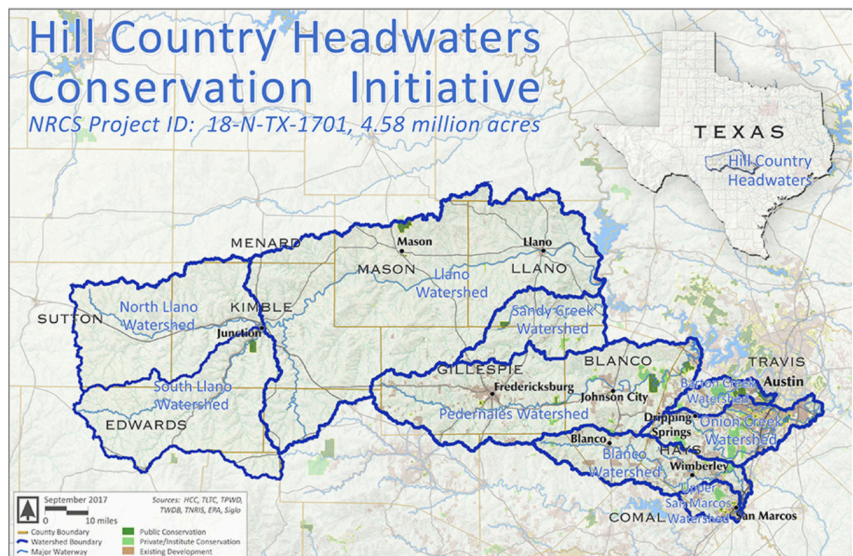 Hill Country Headwaters
Conservation Initiative
NRCS Project ID: 18-N-TX-1701, 4.58 million acres
TEXAS
Hill Country
Headwaters
MENARD
Mason
MASON
Llano
LLANO
Llano
Watershed
SUTTON
North Llano
Watershed
KIMBLE
Junction
Sandy Creek
Watershed
South Llano
Watershed
EDWARDS
GILLESPIE
Fredericksburg
BLANCO
Johnson City
Pedernales Watershed
TRAVIS
Austin
Barton Creek
Watershed
Dripping
Springs
Onion Creek
Watershed
Blanco
Blanco
Watershed
HAYS
Wimberley
Upper
San Marcos
Watershed
COMAL
San Marcos
September 2017
0 10 miles
Sources: HCC, TLTC, TPWD,
TWDB, TNRIS, EPA, Siglo
County Boundary
Watershed Boundary
Major Waterway
Public Conservation
Private/Institute Conservation
Existing Development